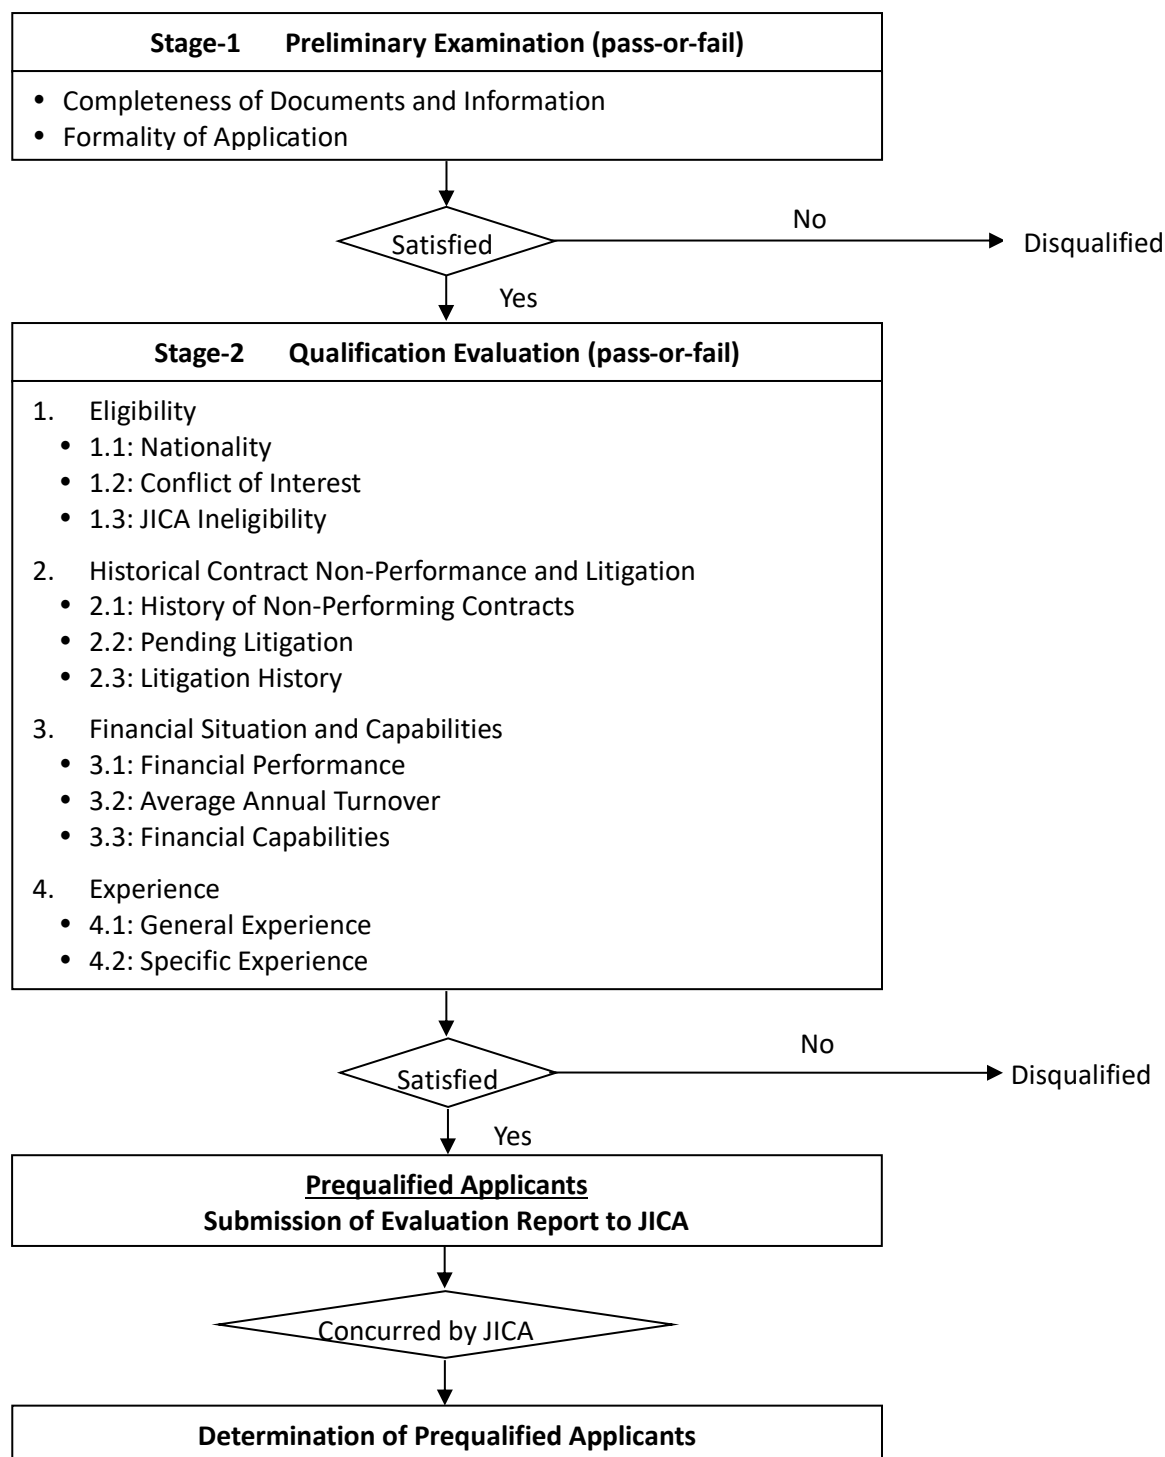 Stage-1 Preliminary Examination (pass-or-fail)
• Completeness of Documents and Information
• Formality of Application
Satisfied
No
Disqualified
Yes
Stage-2 Qualification Evaluation (pass-or-fail)
1. Eligibility
• 1.1: Nationality
• 1.2: Conflict of Interest
• 1.3: JICA Ineligibility
2. Historical Contract Non-Performance and Litigation
• 2.1: History of Non-Performing Contracts
• 2.2: Pending Litigation
• 2.3: Litigation History
3. Financial Situation and Capabilities
• 3.1: Financial Performance
• 3.2: Average Annual Turnover
• 3.3: Financial Capabilities
4. Experience
• 4.1: General Experience
• 4.2: Specific Experience
Satisfied
No
Disqualified
Yes
Prequalified Applicants
Submission of Evaluation Report to JICA
Concurred by JICA
Determination of Prequalified Applicants